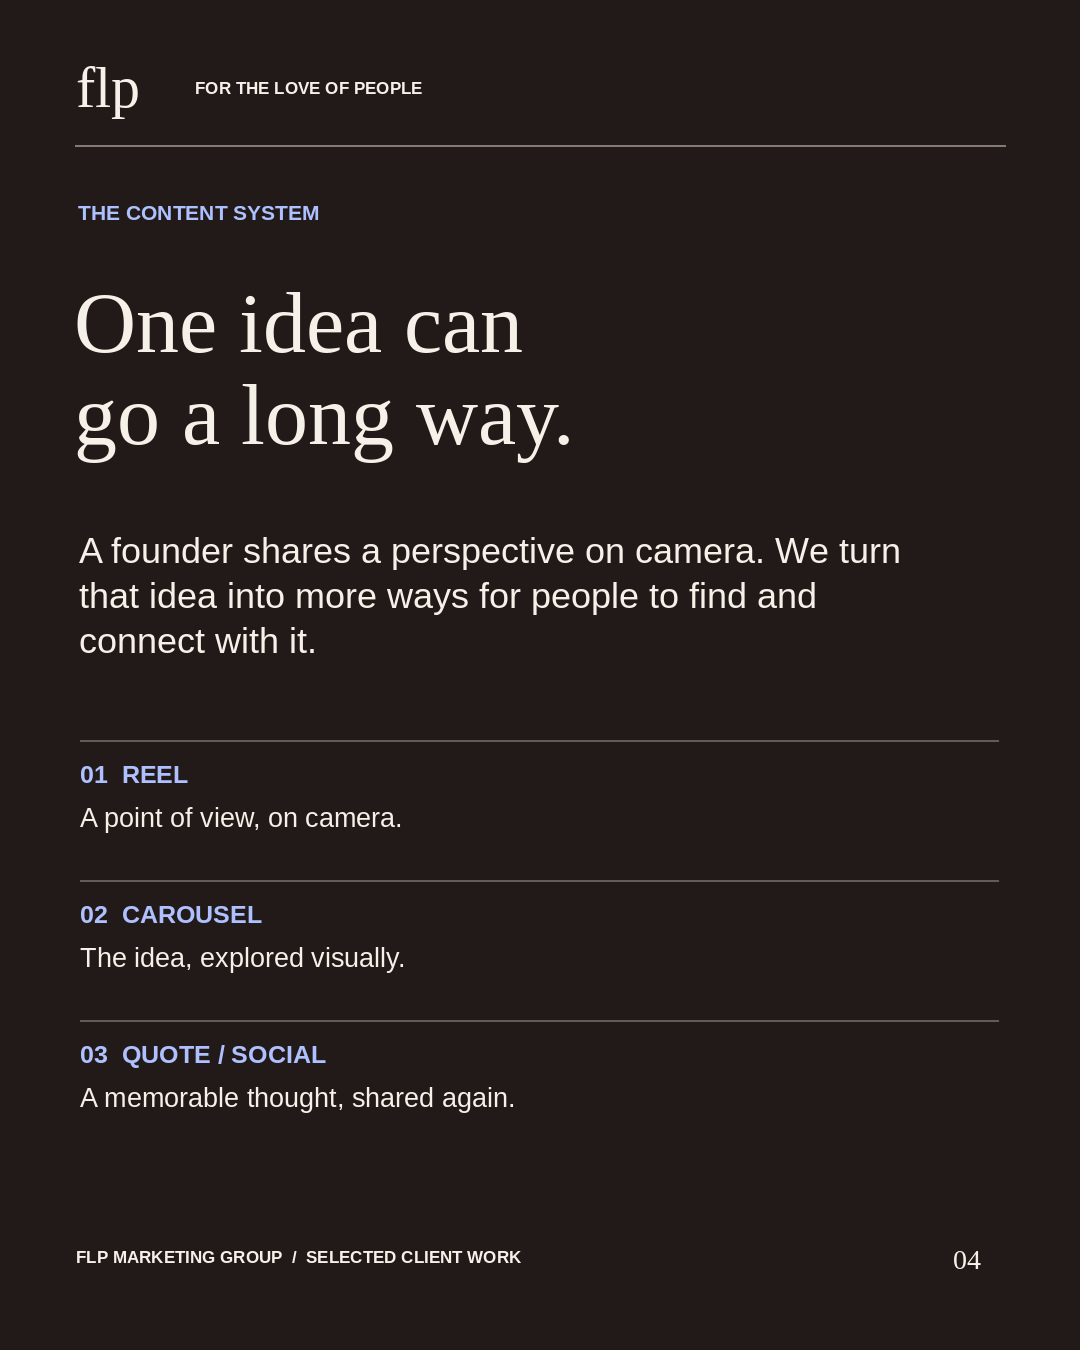 flp
FOR THE LOVE OF PEOPLE
THE CONTENT SYSTEM
One idea can
go a long way.
A founder shares a perspective on camera. We turn
that idea into more ways for people to find and
connect with it.
01 REEL
A point of view, on camera.
02 CAROUSEL
The idea, explored visually.
03 QUOTE / SOCIAL
A memorable thought, shared again.
FLP MARKETING GROUP / SELECTED CLIENT WORK
04